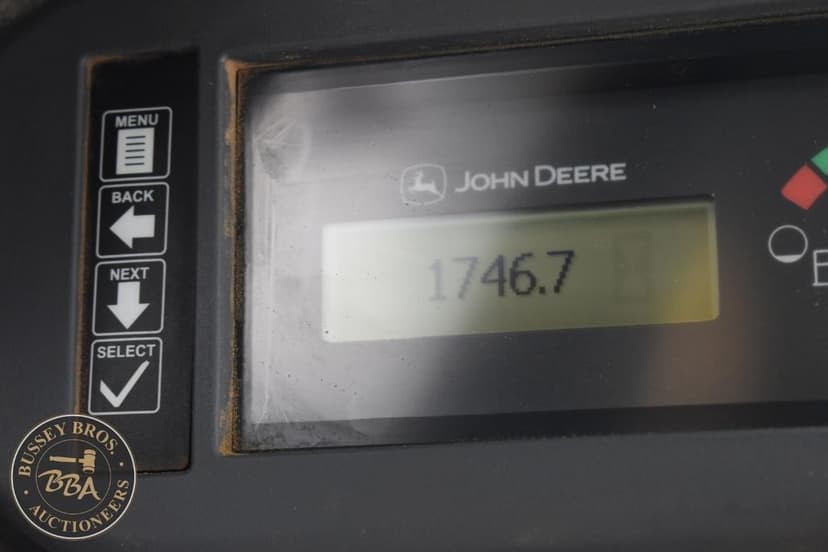 MENU
BACK
NEXT
SELECT
JOHN DEERE
1746.7
BUSSEY BROS.
BBA
AUCTIONEERS